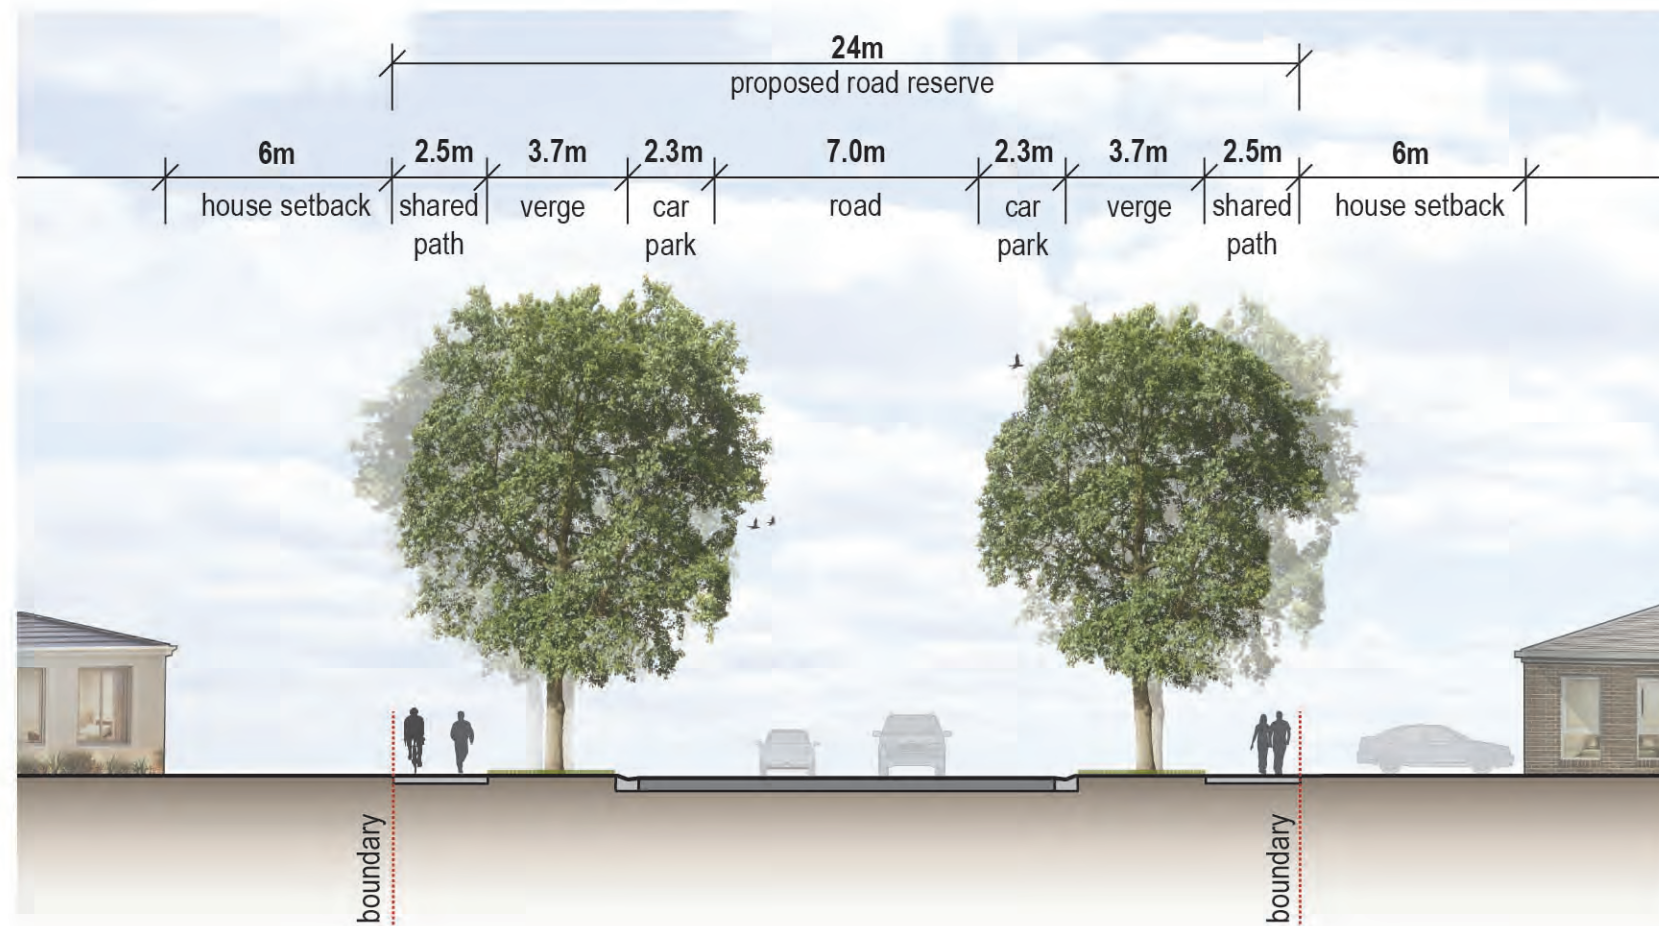 24m
proposed road reserve
6m 2.5m 3.7m 2.3m 7.0m 2.3m 3.7m 2.5m 6m
house setback shared verge car road car verge shared house setback
path park park path
boundary boundary